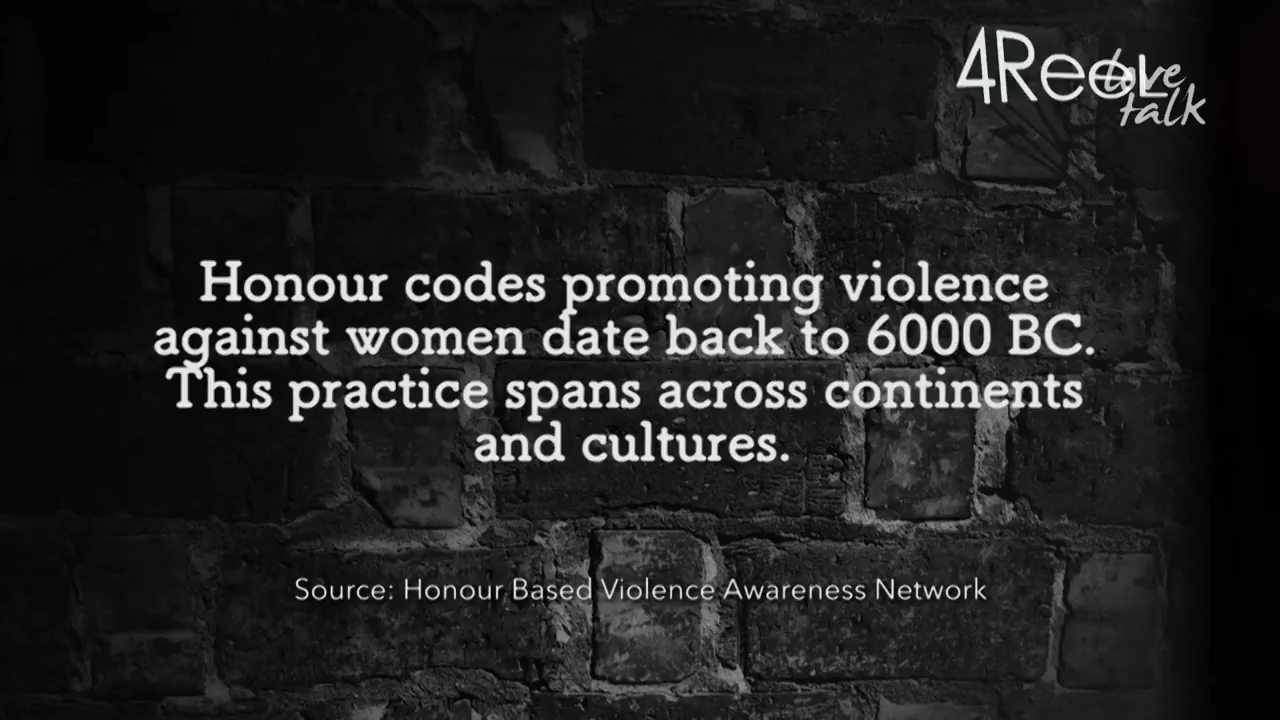 4Reel
Love
talk
Honour codes promoting violence
against women date back to 6000 BC.
This practice spans across continents
and cultures.
Source: Honour Based Violence Awareness Network